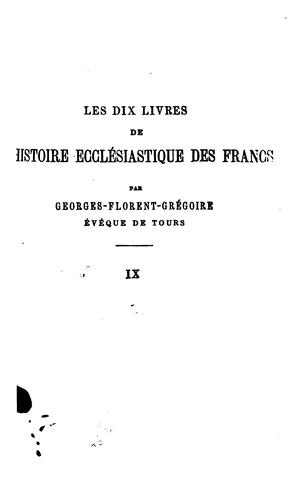 LES DIX LIVRES
DE
HISTOIRE ECCLÉSIASTIQUE DES FRANCS
PAR
GEORGES-FLORENT-GRÉGOIRE
ÉVÊQUE DE TOURS
IX